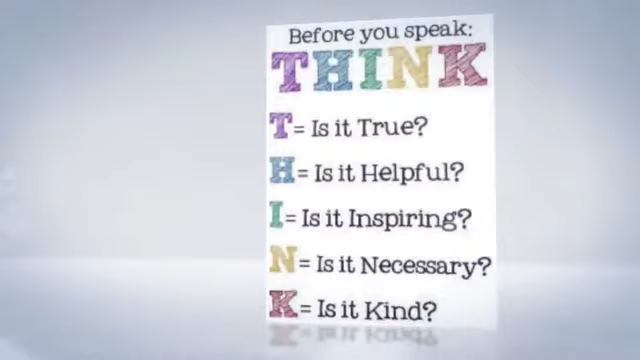 Before you speak:
THINK
T= Is it True?
H= Is it Helpful?
I= Is it Inspiring?
N= Is it Necessary?
K= Is it Kind?